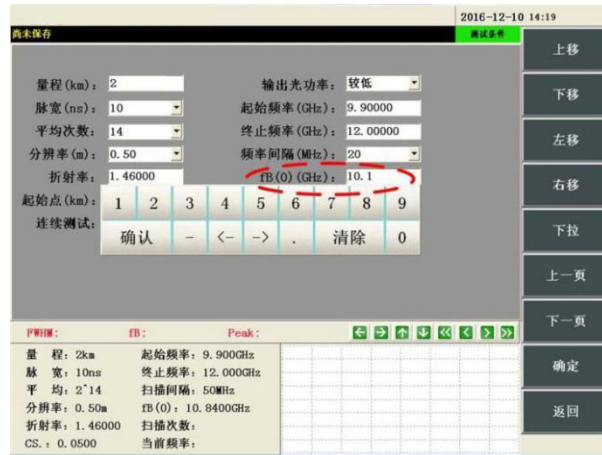 2016-12-10 14:19
尚未保存
测试条件
量程(km): 2
输出光功率: 较低
脉宽(ns): 10
起始频率(GHz): 9.90000
平均次数: 14
终止频率(GHz): 12.00000
分辨率(m): 0.50
频率间隔(MHz): 20
折射率: 1.46000
fB(0)(GHz): 10.1
起始点(km):
连续测试:
1 2 3 4 5 6 7 8 9
确认 - <- -> . 清除 0
上移
下移
左移
右移
下拉
上一页
下一页
确定
返回
FWHM: fB: Peak:
量 程: 2km 起始频率: 9.900GHz
脉 宽: 10ns 终止频率: 12.000GHz
平 均: 2^14 扫描间隔: 50MHz
分辨率: 0.50m fB(0): 10.8400GHz
折射率: 1.46000 扫描次数:
CS.: 0.0500 当前频率: